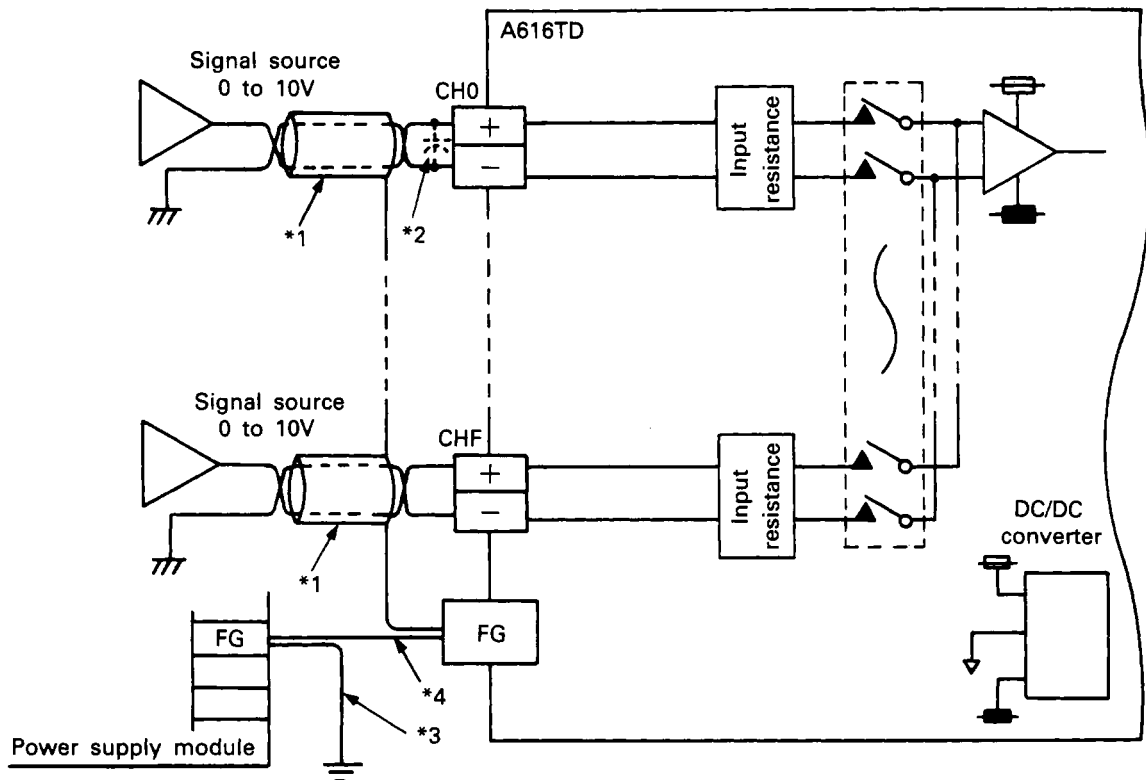 A616TD
Signal source
0 to 10V
CH0
+
−
*1
*2
Input
resistance
Signal source
0 to 10V
CHF
+
−
*1
Input
resistance
DC/DC
converter
FG
FG
*4
*3
Power supply module